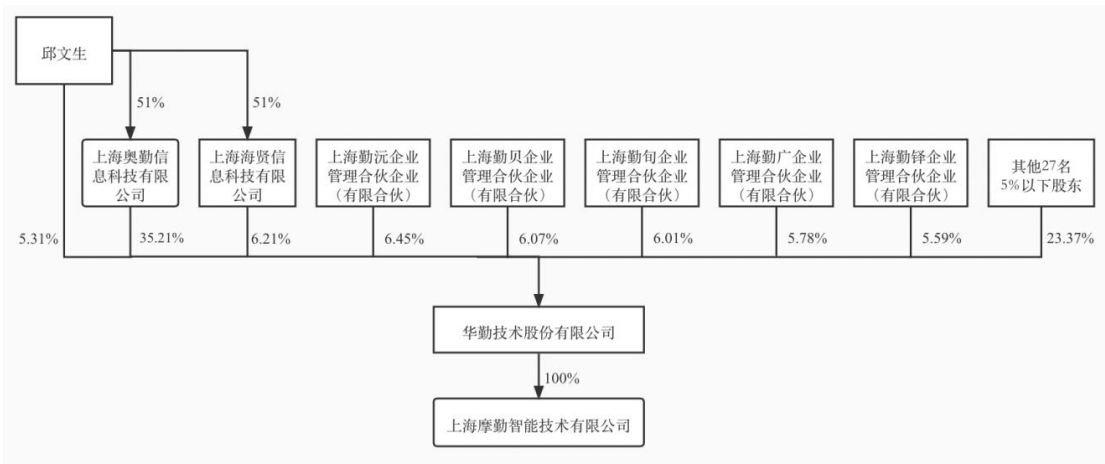 邱文生
51%
51%
上海奥勤信
息科技有限
公司
上海海贤信
息科技有限
公司
上海勤沅企业
管理合伙企业
（有限合伙）
上海勤贝企业
管理合伙企业
（有限合伙）
上海勤旬企业
管理合伙企业
（有限合伙）
上海勤广企业
管理合伙企业
（有限合伙）
上海勤铎企业
管理合伙企业
（有限合伙）
其他27名
5%以下股东
5.31%
35.21%
6.21%
6.45%
6.07%
6.01%
5.78%
5.59%
23.37%
华勤技术股份有限公司
100%
上海摩勤智能技术有限公司